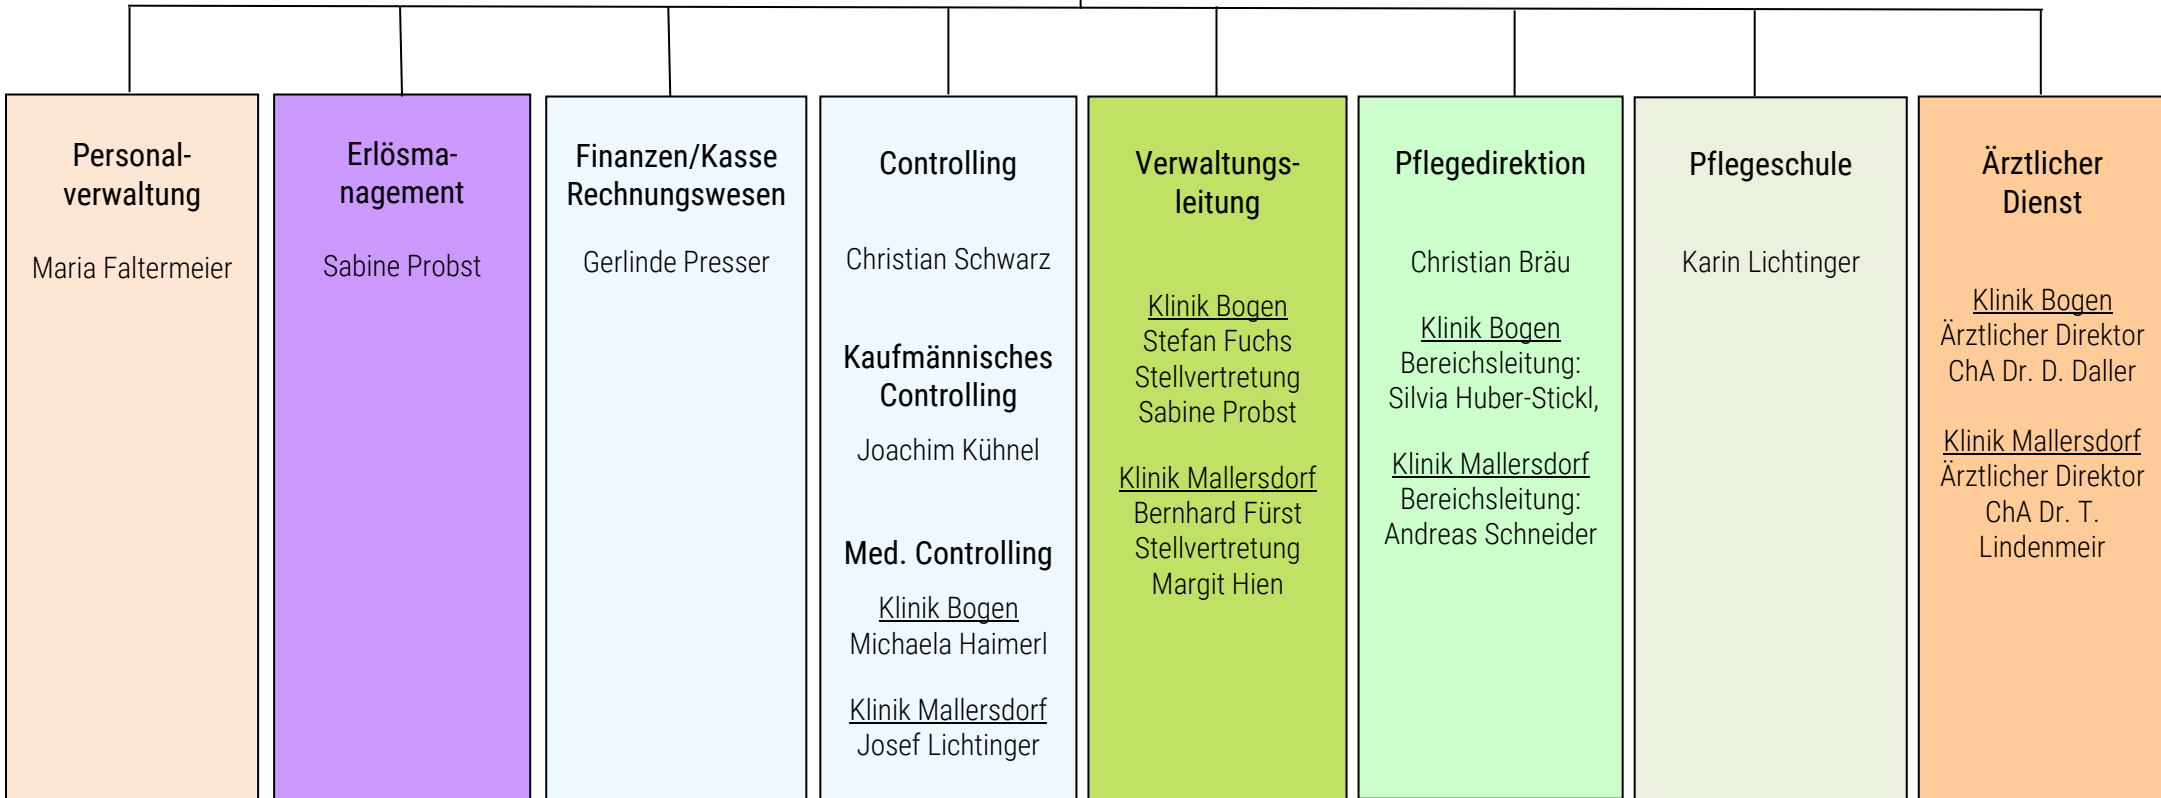 Personal-
verwaltung
Maria Faltermeier
Erlösma-
nagement
Sabine Probst
Finanzen/Kasse
Rechnungswesen
Gerlinde Presser
Controlling
Christian Schwarz
Kaufmännisches
Controlling
Joachim Kühnel
Med. Controlling
Klinik Bogen
Michaela Haimerl
Klinik Mallersdorf
Josef Lichtinger
Verwaltungs-
leitung
Klinik Bogen
Stefan Fuchs
Stellvertretung
Sabine Probst
Klinik Mallersdorf
Bernhard Fürst
Stellvertretung
Margit Hien
Pflegedirektion
Christian Bräu
Klinik Bogen
Bereichsleitung:
Silvia Huber-Stickl,
Klinik Mallersdorf
Bereichsleitung:
Andreas Schneider
Pflegeschule
Karin Lichtinger
Ärztlicher
Dienst
Klinik Bogen
Ärztlicher Direktor
ChA Dr. D. Daller
Klinik Mallersdorf
Ärztlicher Direktor
ChA Dr. T.
Lindenmeir